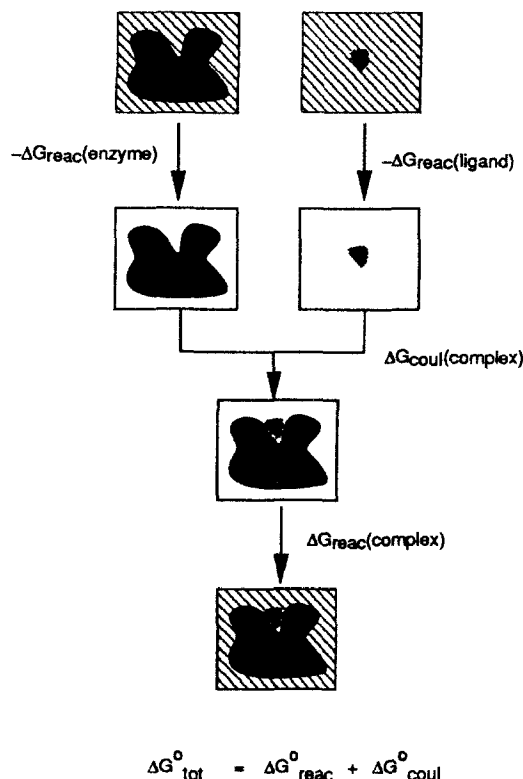 −ΔGreac(enzyme)
−ΔGreac(ligand)
ΔGcoul(complex)
ΔGreac(complex)
ΔG°tot = ΔG°reac + ΔG°coul